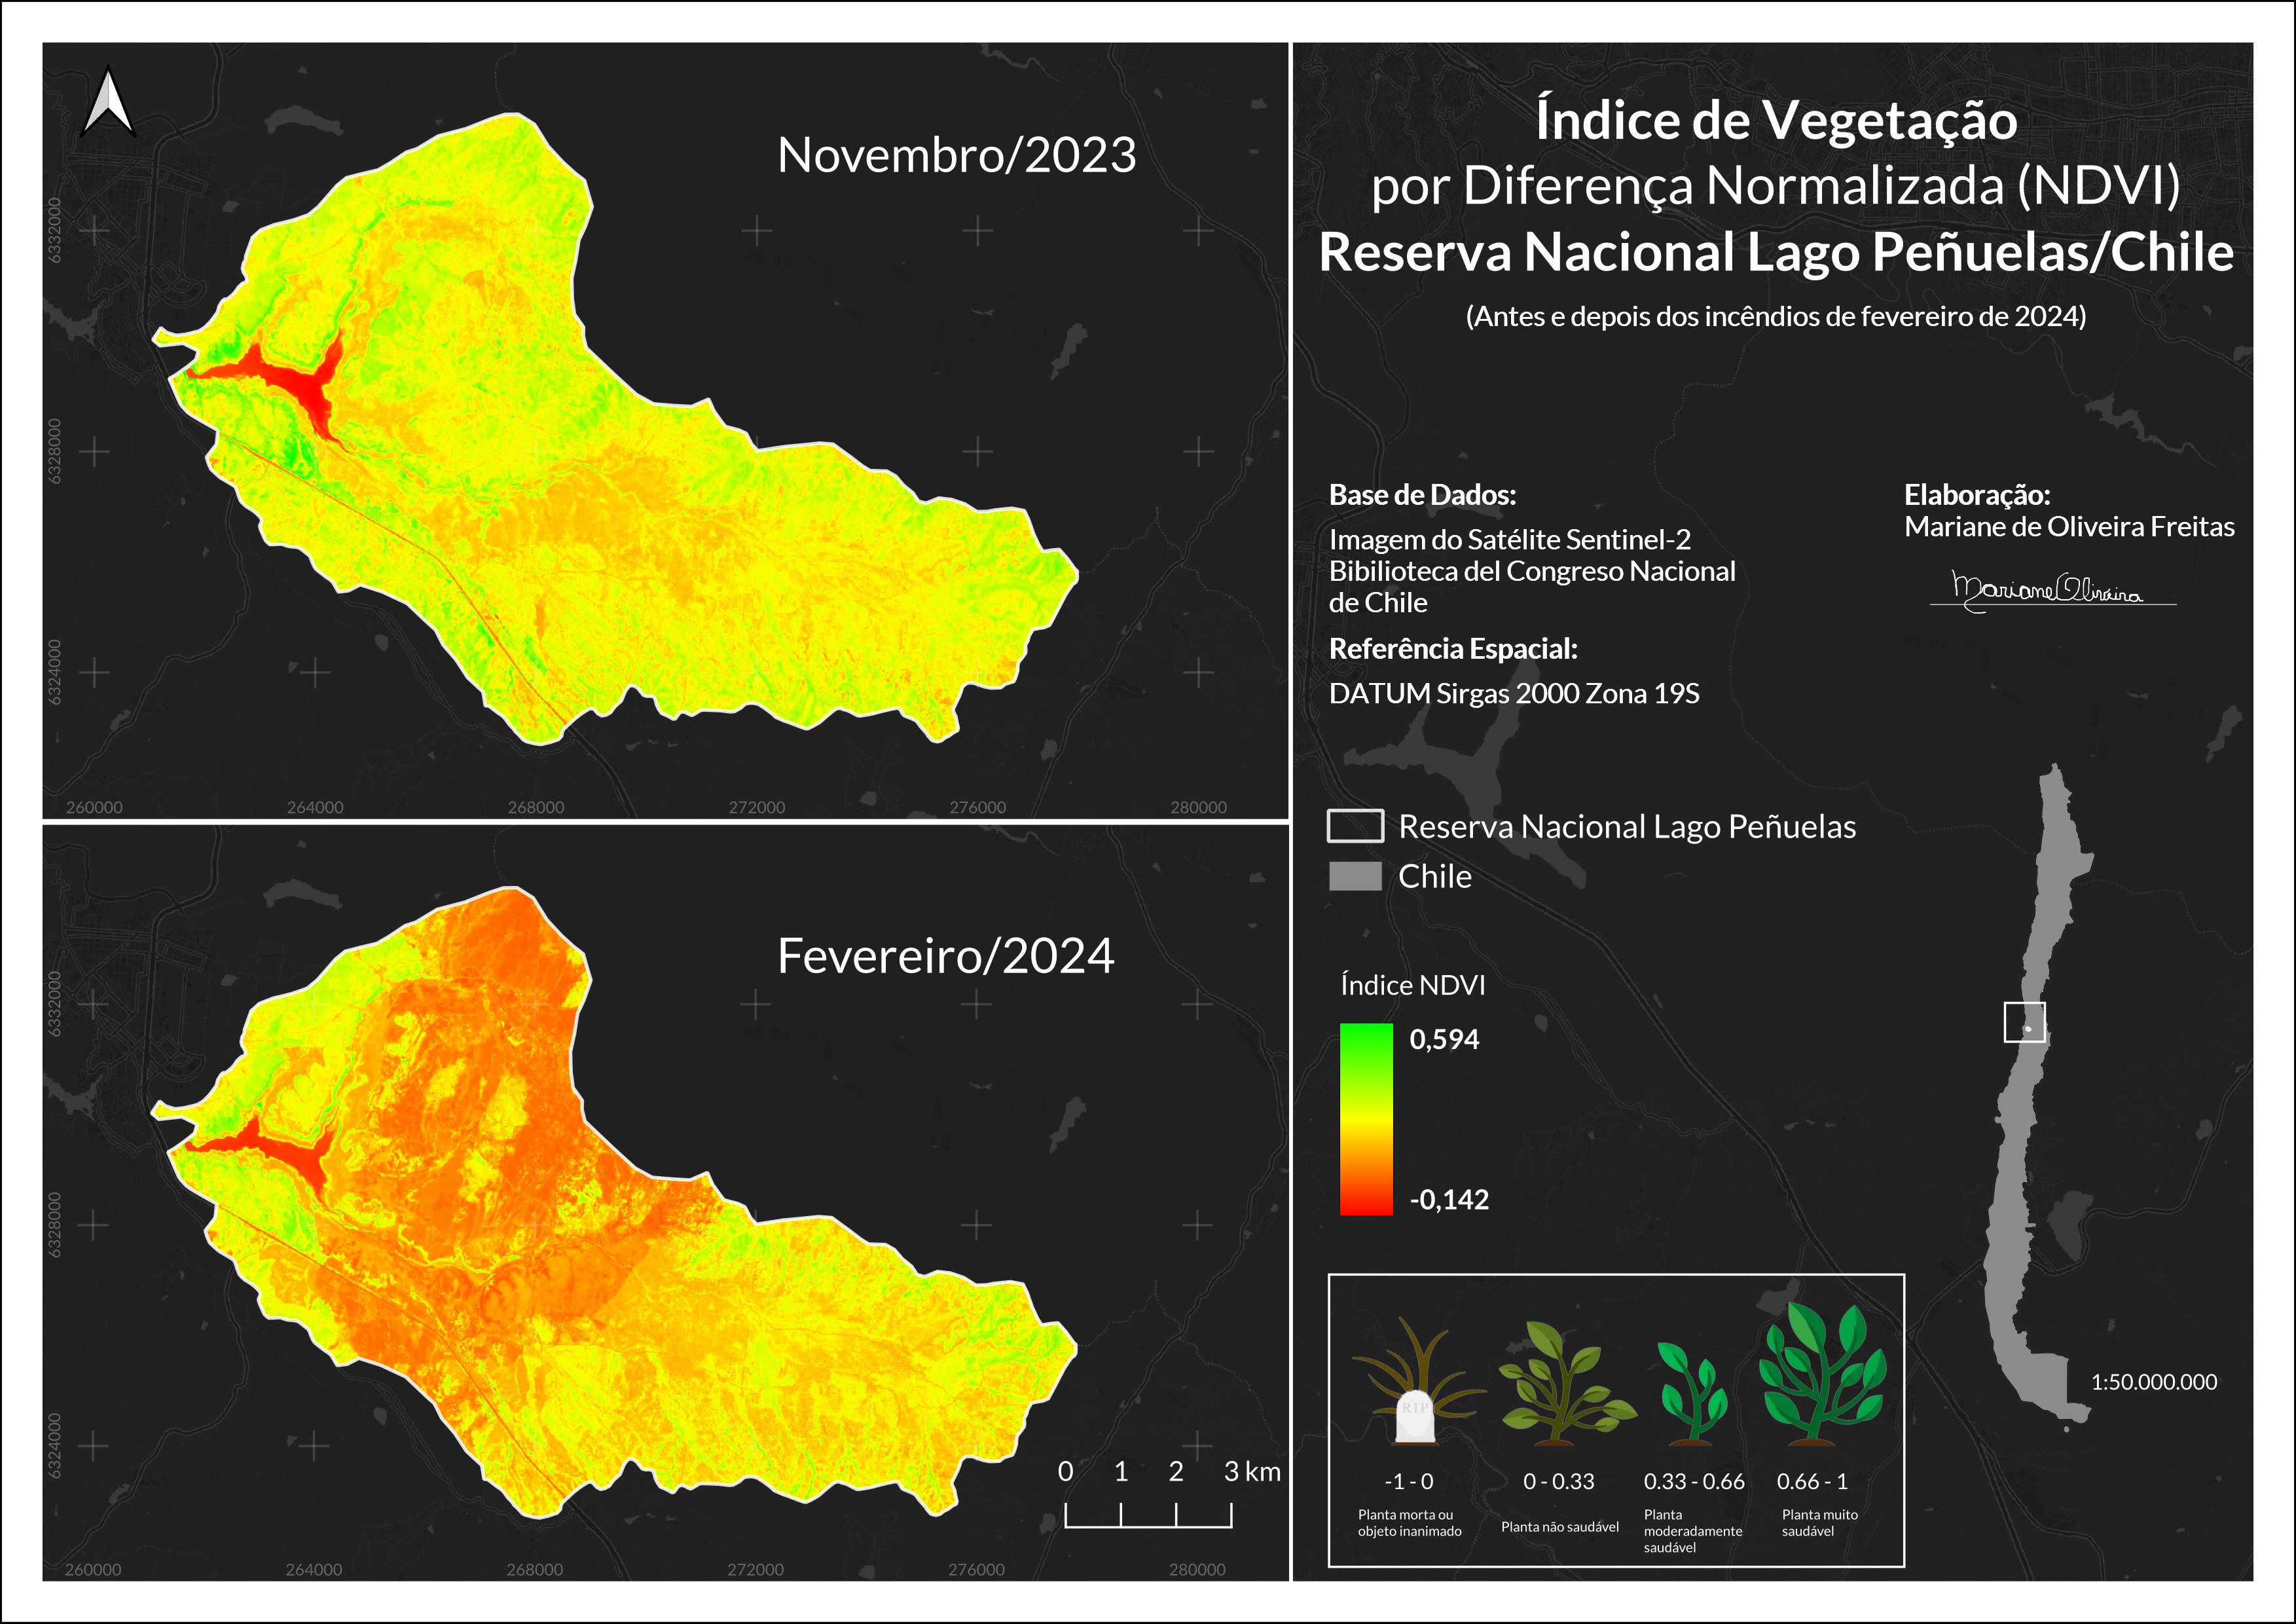 Novembro/2023
6332000
6328000
6324000
260000
264000
268000
272000
276000
280000
Fevereiro/2024
6332000
6328000
6324000
0 1 2 3 km
260000
264000
268000
272000
276000
280000
Índice de Vegetação
por Diferença Normalizada (NDVI)
Reserva Nacional Lago Peñuelas/Chile
(Antes e depois dos incêndios de fevereiro de 2024)
Base de Dados:
Imagem do Satélite Sentinel-2
Bibilioteca del Congreso Nacional
de Chile
Referência Espacial:
DATUM Sirgas 2000 Zona 19S
Elaboração:
Mariane de Oliveira Freitas
Mariane Oliveira
Reserva Nacional Lago Peñuelas
Chile
Índice NDVI
0,594
-0,142
1:50.000.000
RIP
-1 - 0
Planta morta ou
objeto inanimado
0 - 0.33
Planta não saudável
0.33 - 0.66
Planta
moderadamente
saudável
0.66 - 1
Planta muito
saudável